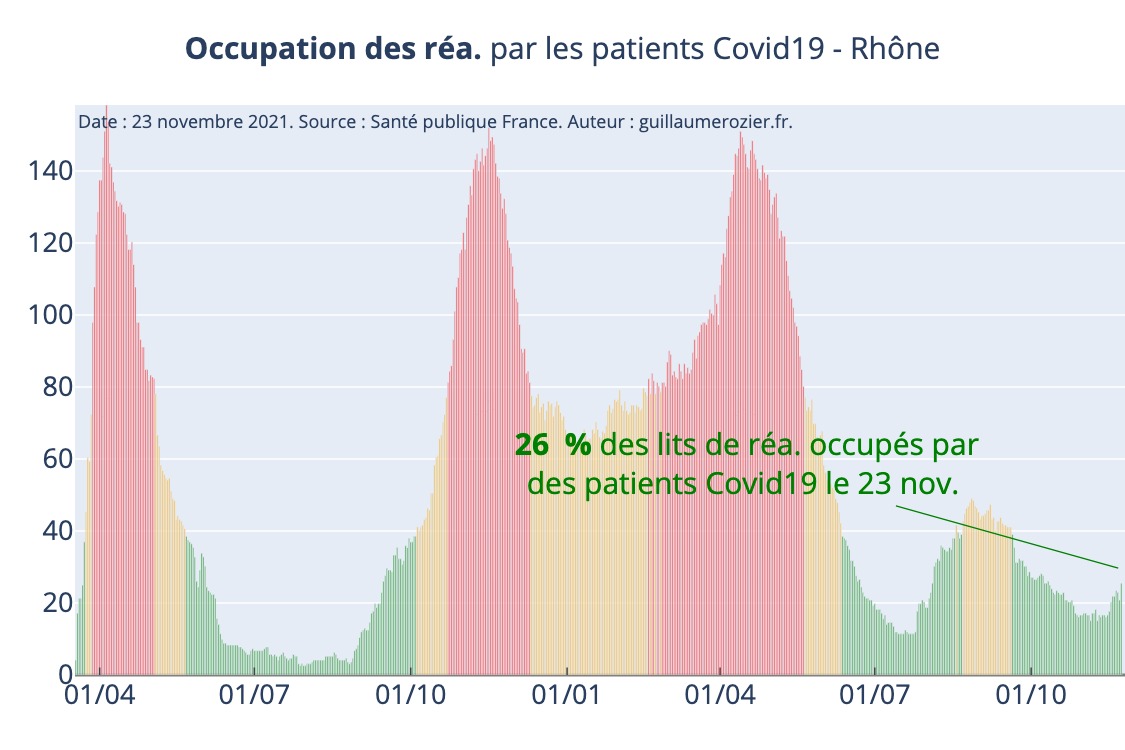 Occupation des réa. par les patients Covid19 - Rhône
Date : 23 novembre 2021. Source : Santé publique France. Auteur : guillaumerozier.fr.
140
120
100
80
60
40
20
0
26 % des lits de réa. occupés par
des patients Covid19 le 23 nov.
01/04 01/07 01/10 01/01 01/04 01/07 01/10